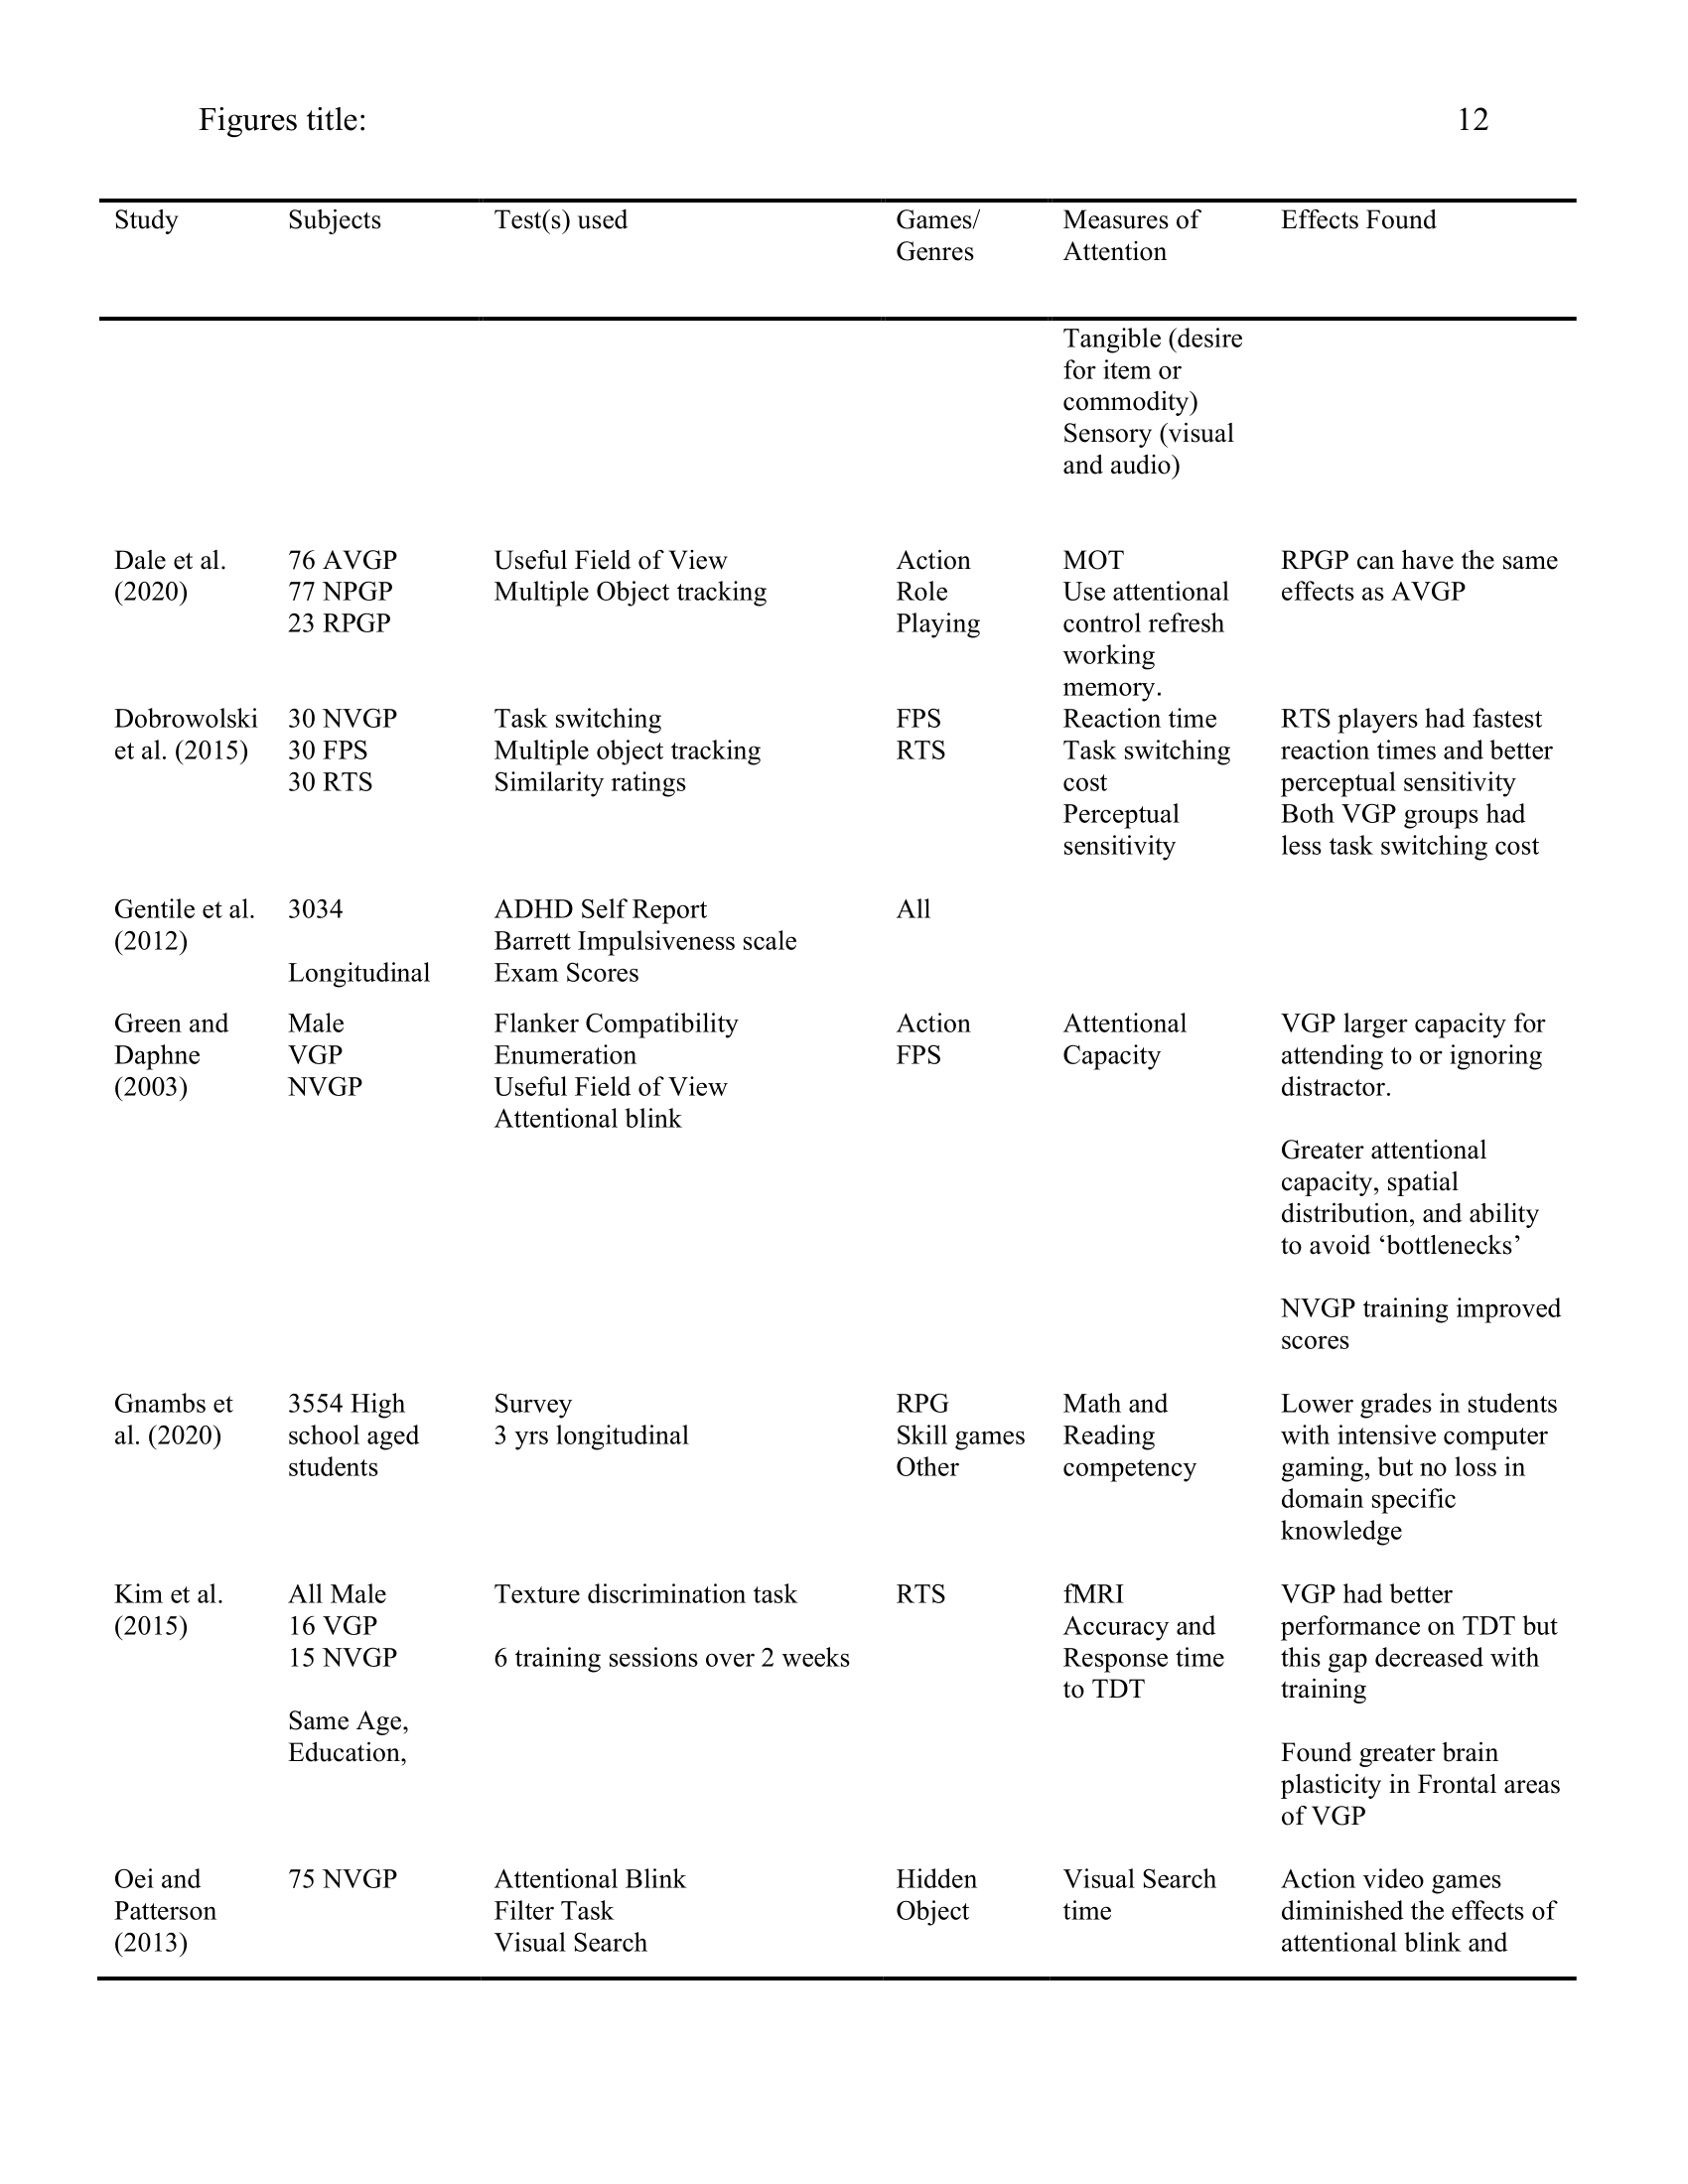 Figures title: 12
Study Subjects Test(s) used Games/ Measures of Effects Found
Genres Attention
Tangible (desire
for item or
commodity)
Sensory (visual
and audio)
Dale et al. 76 AVGP Useful Field of View Action MOT RPGP can have the same
(2020) 77 NPGP Multiple Object tracking Role Use attentional effects as AVGP
23 RPGP Playing control refresh
working
memory.
Dobrowolski 30 NVGP Task switching FPS Reaction time RTS players had fastest
et al. (2015) 30 FPS Multiple object tracking RTS Task switching reaction times and better
30 RTS Similarity ratings cost perceptual sensitivity
Perceptual Both VGP groups had
sensitivity less task switching cost
Gentile et al. 3034 ADHD Self Report All
(2012) Barrett Impulsiveness scale
Longitudinal Exam Scores
Green and Male Flanker Compatibility Action Attentional VGP larger capacity for
Daphne VGP Enumeration FPS Capacity attending to or ignoring
(2003) NVGP Useful Field of View distractor.
Attentional blink
Greater attentional
capacity, spatial
distribution, and ability
to avoid ‘bottlenecks’
NVGP training improved
scores
Gnambs et 3554 High Survey RPG Math and Lower grades in students
al. (2020) school aged 3 yrs longitudinal Skill games Reading with intensive computer
students Other competency gaming, but no loss in
domain specific
knowledge
Kim et al. All Male Texture discrimination task RTS fMRI VGP had better
(2015) 16 VGP Accuracy and performance on TDT but
15 NVGP 6 training sessions over 2 weeks Response time this gap decreased with
to TDT training
Same Age,
Education, Found greater brain
plasticity in Frontal areas
of VGP
Oei and 75 NVGP Attentional Blink Hidden Visual Search Action video games
Patterson Filter Task Object time diminished the effects of
(2013) Visual Search attentional blink and